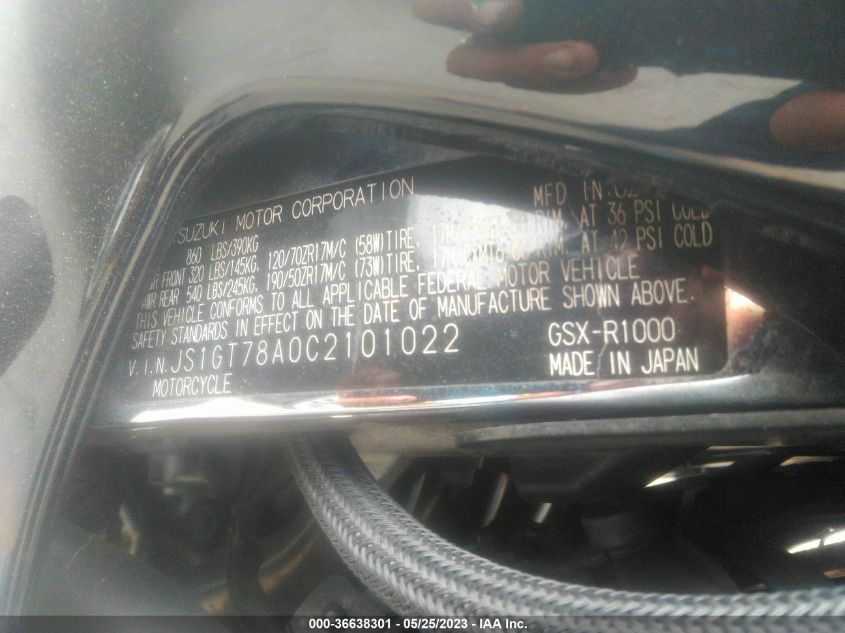 SUZUKI MOTOR CORPORATION MFD IN:
860 LBS/390KG
FRONT 320 LBS/145KG, 120/70ZR17M/C (58W)TIRE, RIM, AT 36 PSI COLD
REAR 540 LBS/245KG, 190/50ZR17M/C (73W)TIRE, RIM, AT 42 PSI COLD
THIS VEHICLE CONFORMS TO ALL APPLICABLE FEDERAL MOTOR VEHICLE
SAFETY STANDARDS IN EFFECT ON THE DATE OF MANUFACTURE SHOWN ABOVE.
V.I.N. JS1GT78A0C2101022 GSX-R1000
MOTORCYCLE MADE IN JAPAN
000-36638301 - 05/25/2023 - IAA Inc.